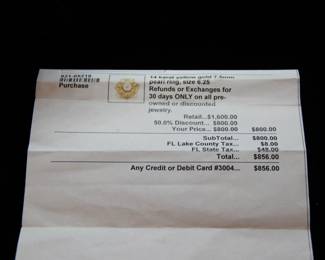 Purchase
14 karat yellow gold 7.5mm
pearl ring, size 6.25
Refunds or Exchanges for
30 days ONLY on all pre-
owned or discounted
jewelry.
Retail...$1,600.00
50.0% Discount... $800.00
Your Price... $800.00 $800.00
SubTotal... $800.00
FL Lake County Tax... $8.00
FL State Tax... $48.00
Total... $856.00
Any Credit or Debit Card #3004... $856.00